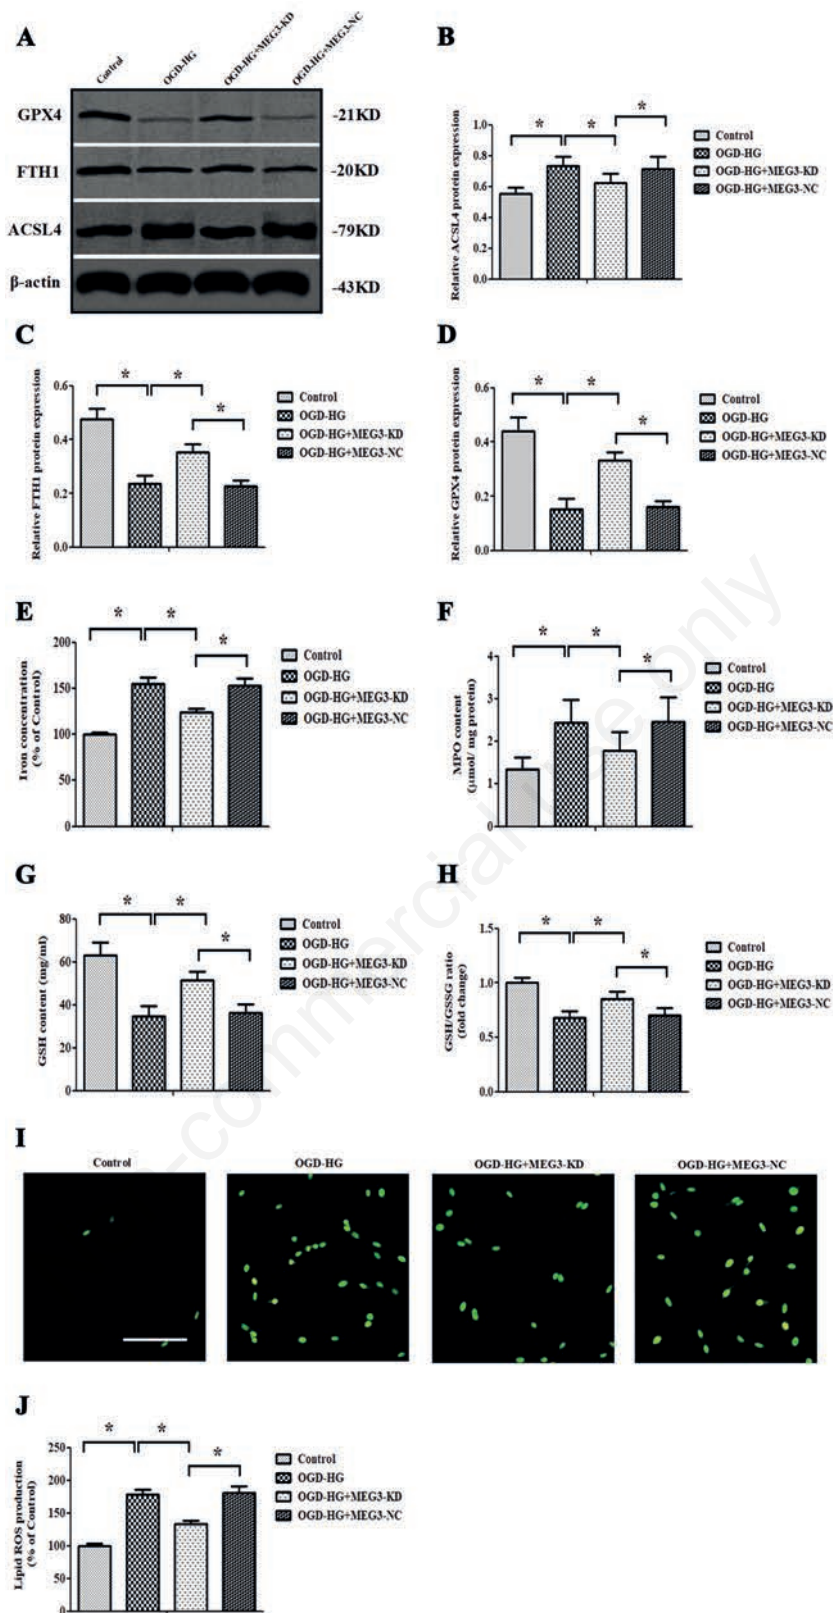 A
Control
OGD-HG
OGD-HG+MEG3-KD
OGD-HG+MEG3-NC
GPX4
-21KD
FTH1
-20KD
ACSL4
-79KD
β-actin
-43KD
B
Relative ACSL4 protein expression
1.0
0.8
0.6
0.4
0.2
0.0
* * *
Control
OGD-HG
OGD-HG+MEG3-KD
OGD-HG+MEG3-NC
C
Relative FTH1 protein expression
0.6
0.4
0.2
0.0
* * *
Control
OGD-HG
OGD-HG+MEG3-KD
OGD-HG+MEG3-NC
D
Relative GPX4 protein expression
0.6
0.4
0.2
0.0
* * *
Control
OGD-HG
OGD-HG+MEG3-KD
OGD-HG+MEG3-NC
E
Iron concentration
(% of Control)
200
150
100
50
0
* * *
Control
OGD-HG
OGD-HG+MEG3-KD
OGD-HG+MEG3-NC
F
MPO content
(μmol/ mg protein)
4
3
2
1
0
* * *
Control
OGD-HG
OGD-HG+MEG3-KD
OGD-HG+MEG3-NC
G
GSH content (mg/ml)
80
60
40
20
0
* * *
Control
OGD-HG
OGD-HG+MEG3-KD
OGD-HG+MEG3-NC
H
GSH/GSSG ratio
(fold change)
1.5
1.0
0.5
0.0
* * *
Control
OGD-HG
OGD-HG+MEG3-KD
OGD-HG+MEG3-NC
I
Control
OGD-HG
OGD-HG+MEG3-KD
OGD-HG+MEG3-NC
J
Lipid ROS production
(% of Control)
250
200
150
100
50
0
* * *
Control
OGD-HG
OGD-HG+MEG3-KD
OGD-HG+MEG3-NC
-commercial use only